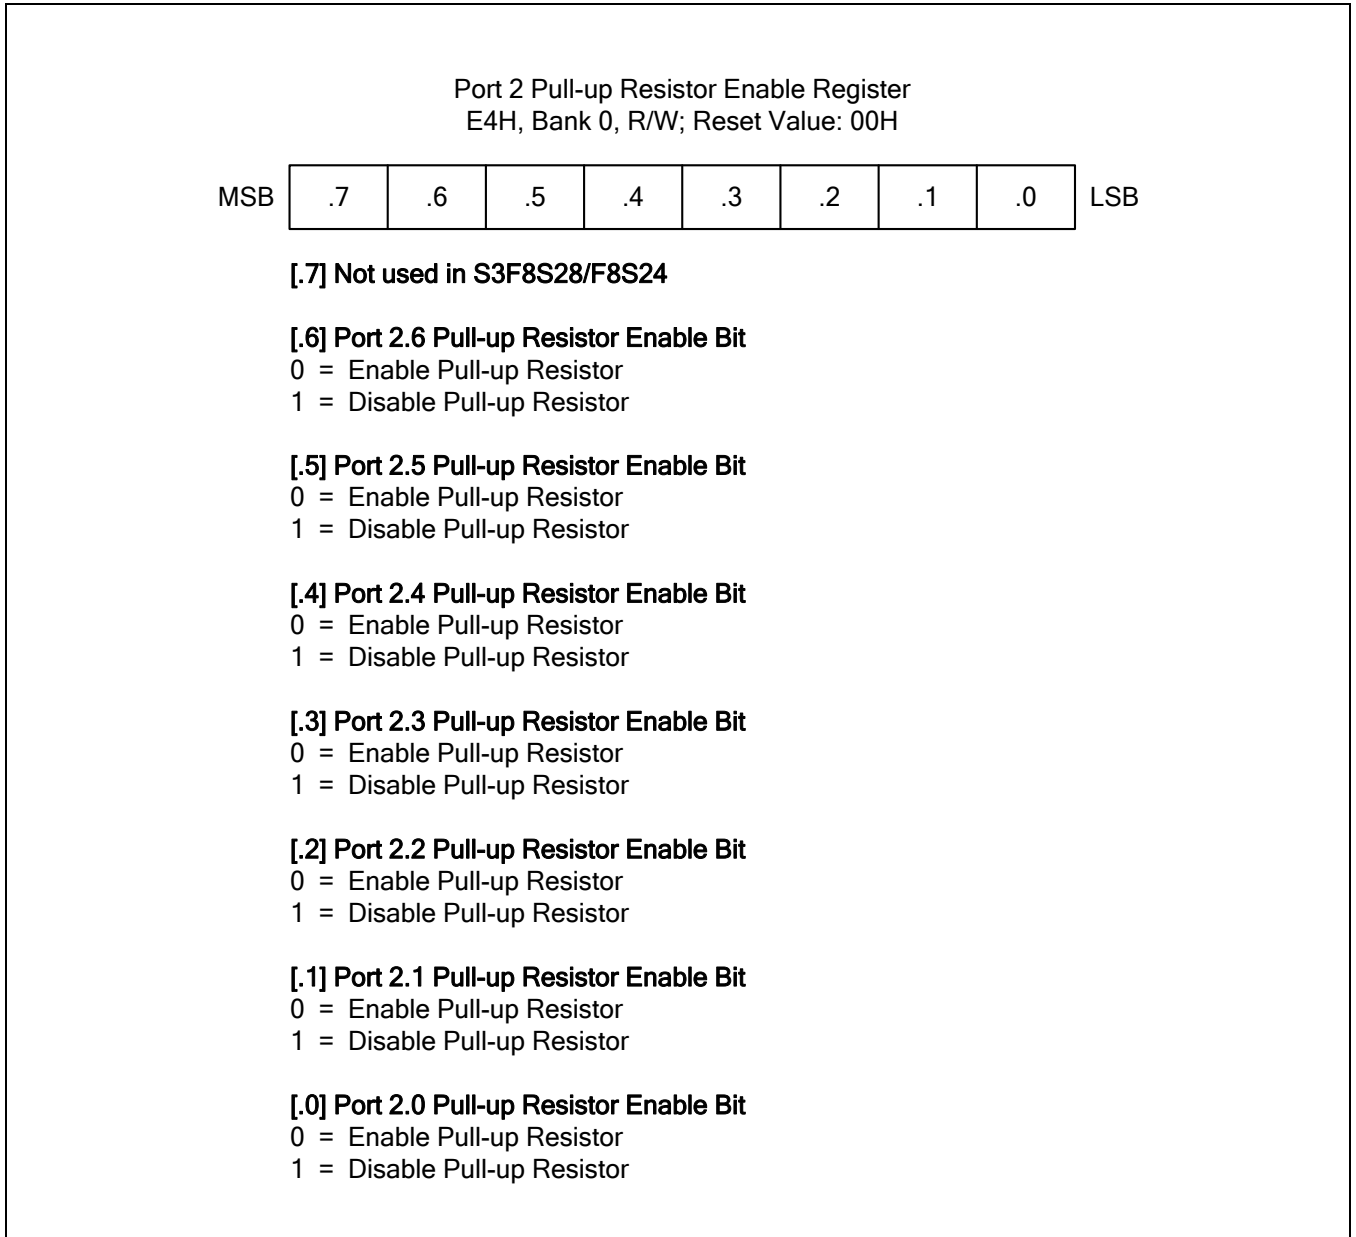 Port 2 Pull-up Resistor Enable Register
E4H, Bank 0, R/W; Reset Value: 00H
MSB .7 .6 .5 .4 .3 .2 .1 .0 LSB
[.7] Not used in S3F8S28/F8S24
[.6] Port 2.6 Pull-up Resistor Enable Bit
0 = Enable Pull-up Resistor
1 = Disable Pull-up Resistor
[.5] Port 2.5 Pull-up Resistor Enable Bit
0 = Enable Pull-up Resistor
1 = Disable Pull-up Resistor
[.4] Port 2.4 Pull-up Resistor Enable Bit
0 = Enable Pull-up Resistor
1 = Disable Pull-up Resistor
[.3] Port 2.3 Pull-up Resistor Enable Bit
0 = Enable Pull-up Resistor
1 = Disable Pull-up Resistor
[.2] Port 2.2 Pull-up Resistor Enable Bit
0 = Enable Pull-up Resistor
1 = Disable Pull-up Resistor
[.1] Port 2.1 Pull-up Resistor Enable Bit
0 = Enable Pull-up Resistor
1 = Disable Pull-up Resistor
[.0] Port 2.0 Pull-up Resistor Enable Bit
0 = Enable Pull-up Resistor
1 = Disable Pull-up Resistor